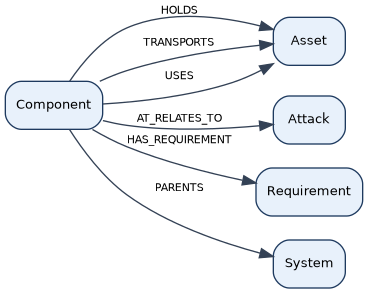 HOLDS
Asset
TRANSPORTS
USES
Component
AT_RELATES_TO
Attack
HAS_REQUIREMENT
Requirement
PARENTS
System